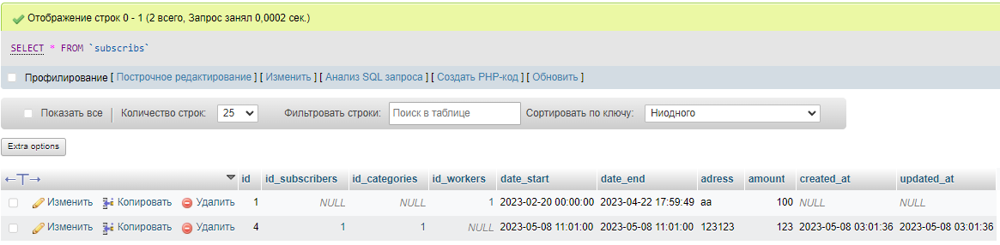 Отображение строк 0 - 1 (2 всего, Запрос занял 0,0002 сек.)
SELECT * FROM `subscribs`
Профилирование [ Построчное редактирование ] [ Изменить ] [ Анализ SQL запроса ] [ Создать PHP-код ] [ Обновить ]
Показать все Количество строк: 25 Фильтровать строки: Поиск в таблице Сортировать по ключу: Ниодного
Extra options
←T→ id id_subscribers id_categories id_workers date_start date_end adress amount created_at updated_at
Изменить Копировать Удалить 1 NULL NULL 1 2023-02-20 00:00:00 2023-04-22 17:59:49 aa 100 NULL NULL
Изменить Копировать Удалить 4 1 1 NULL 2023-05-08 11:01:00 2023-05-08 11:01:00 123123 123 2023-05-08 03:01:36 2023-05-08 03:01:36